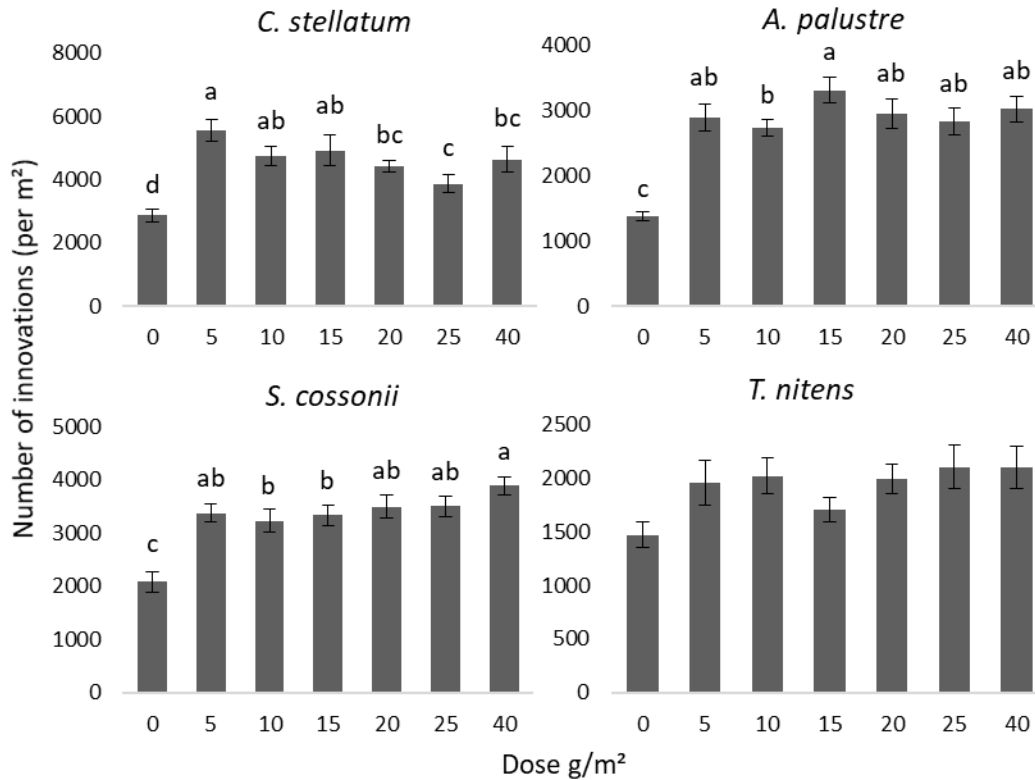 C. stellatum
8000
6000
4000
2000
0
d
a
ab
ab
bc
c
bc
0 5 10 15 20 25 40
A. palustre
4000
3000
2000
1000
0
c
ab
b
a
ab
ab
ab
0 5 10 15 20 25 40
S. cossonii
5000
4000
3000
2000
1000
0
c
ab
b
b
ab
ab
a
0 5 10 15 20 25 40
T. nitens
2500
2000
1500
1000
500
0
0 5 10 15 20 25 40
Number of innovations (per m²)
Dose g/m²